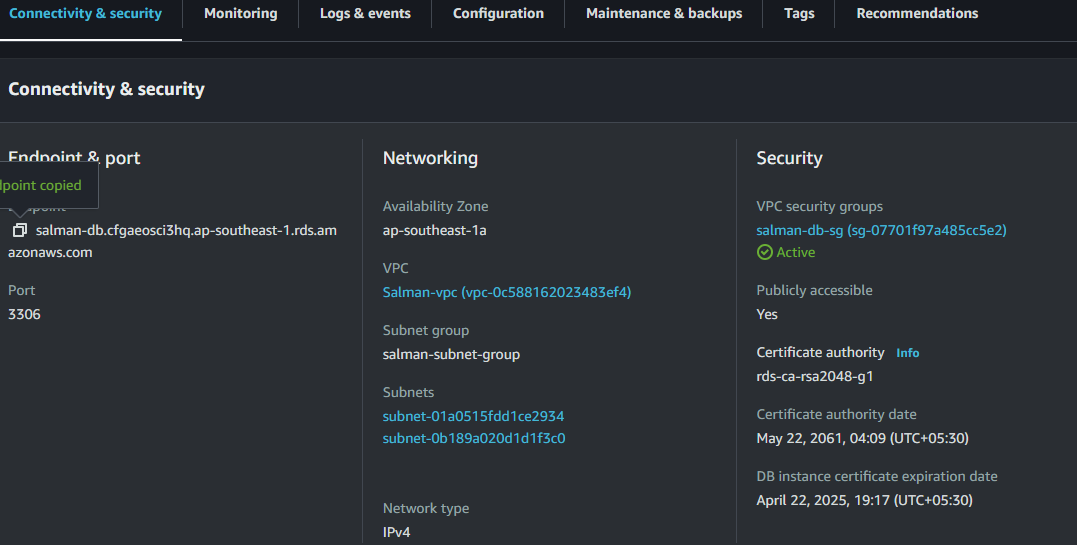 Connectivity & security
Monitoring
Logs & events
Configuration
Maintenance & backups
Tags
Recommendations
Connectivity & security
Endpoint & port
point copied
salman-db.cfgaeosci3hq.ap-southeast-1.rds.am
azonaws.com
Port
3306
Networking
Availability Zone
ap-southeast-1a
VPC
Salman-vpc (vpc-0c588162023483ef4)
Subnet group
salman-subnet-group
Subnets
subnet-01a0515fdd1ce2934
subnet-0b189a020d1d1f3c0
Network type
IPv4
Security
VPC security groups
salman-db-sg (sg-07701f97a485cc5e2)
Active
Publicly accessible
Yes
Certificate authority Info
rds-ca-rsa2048-g1
Certificate authority date
May 22, 2061, 04:09 (UTC+05:30)
DB instance certificate expiration date
April 22, 2025, 19:17 (UTC+05:30)